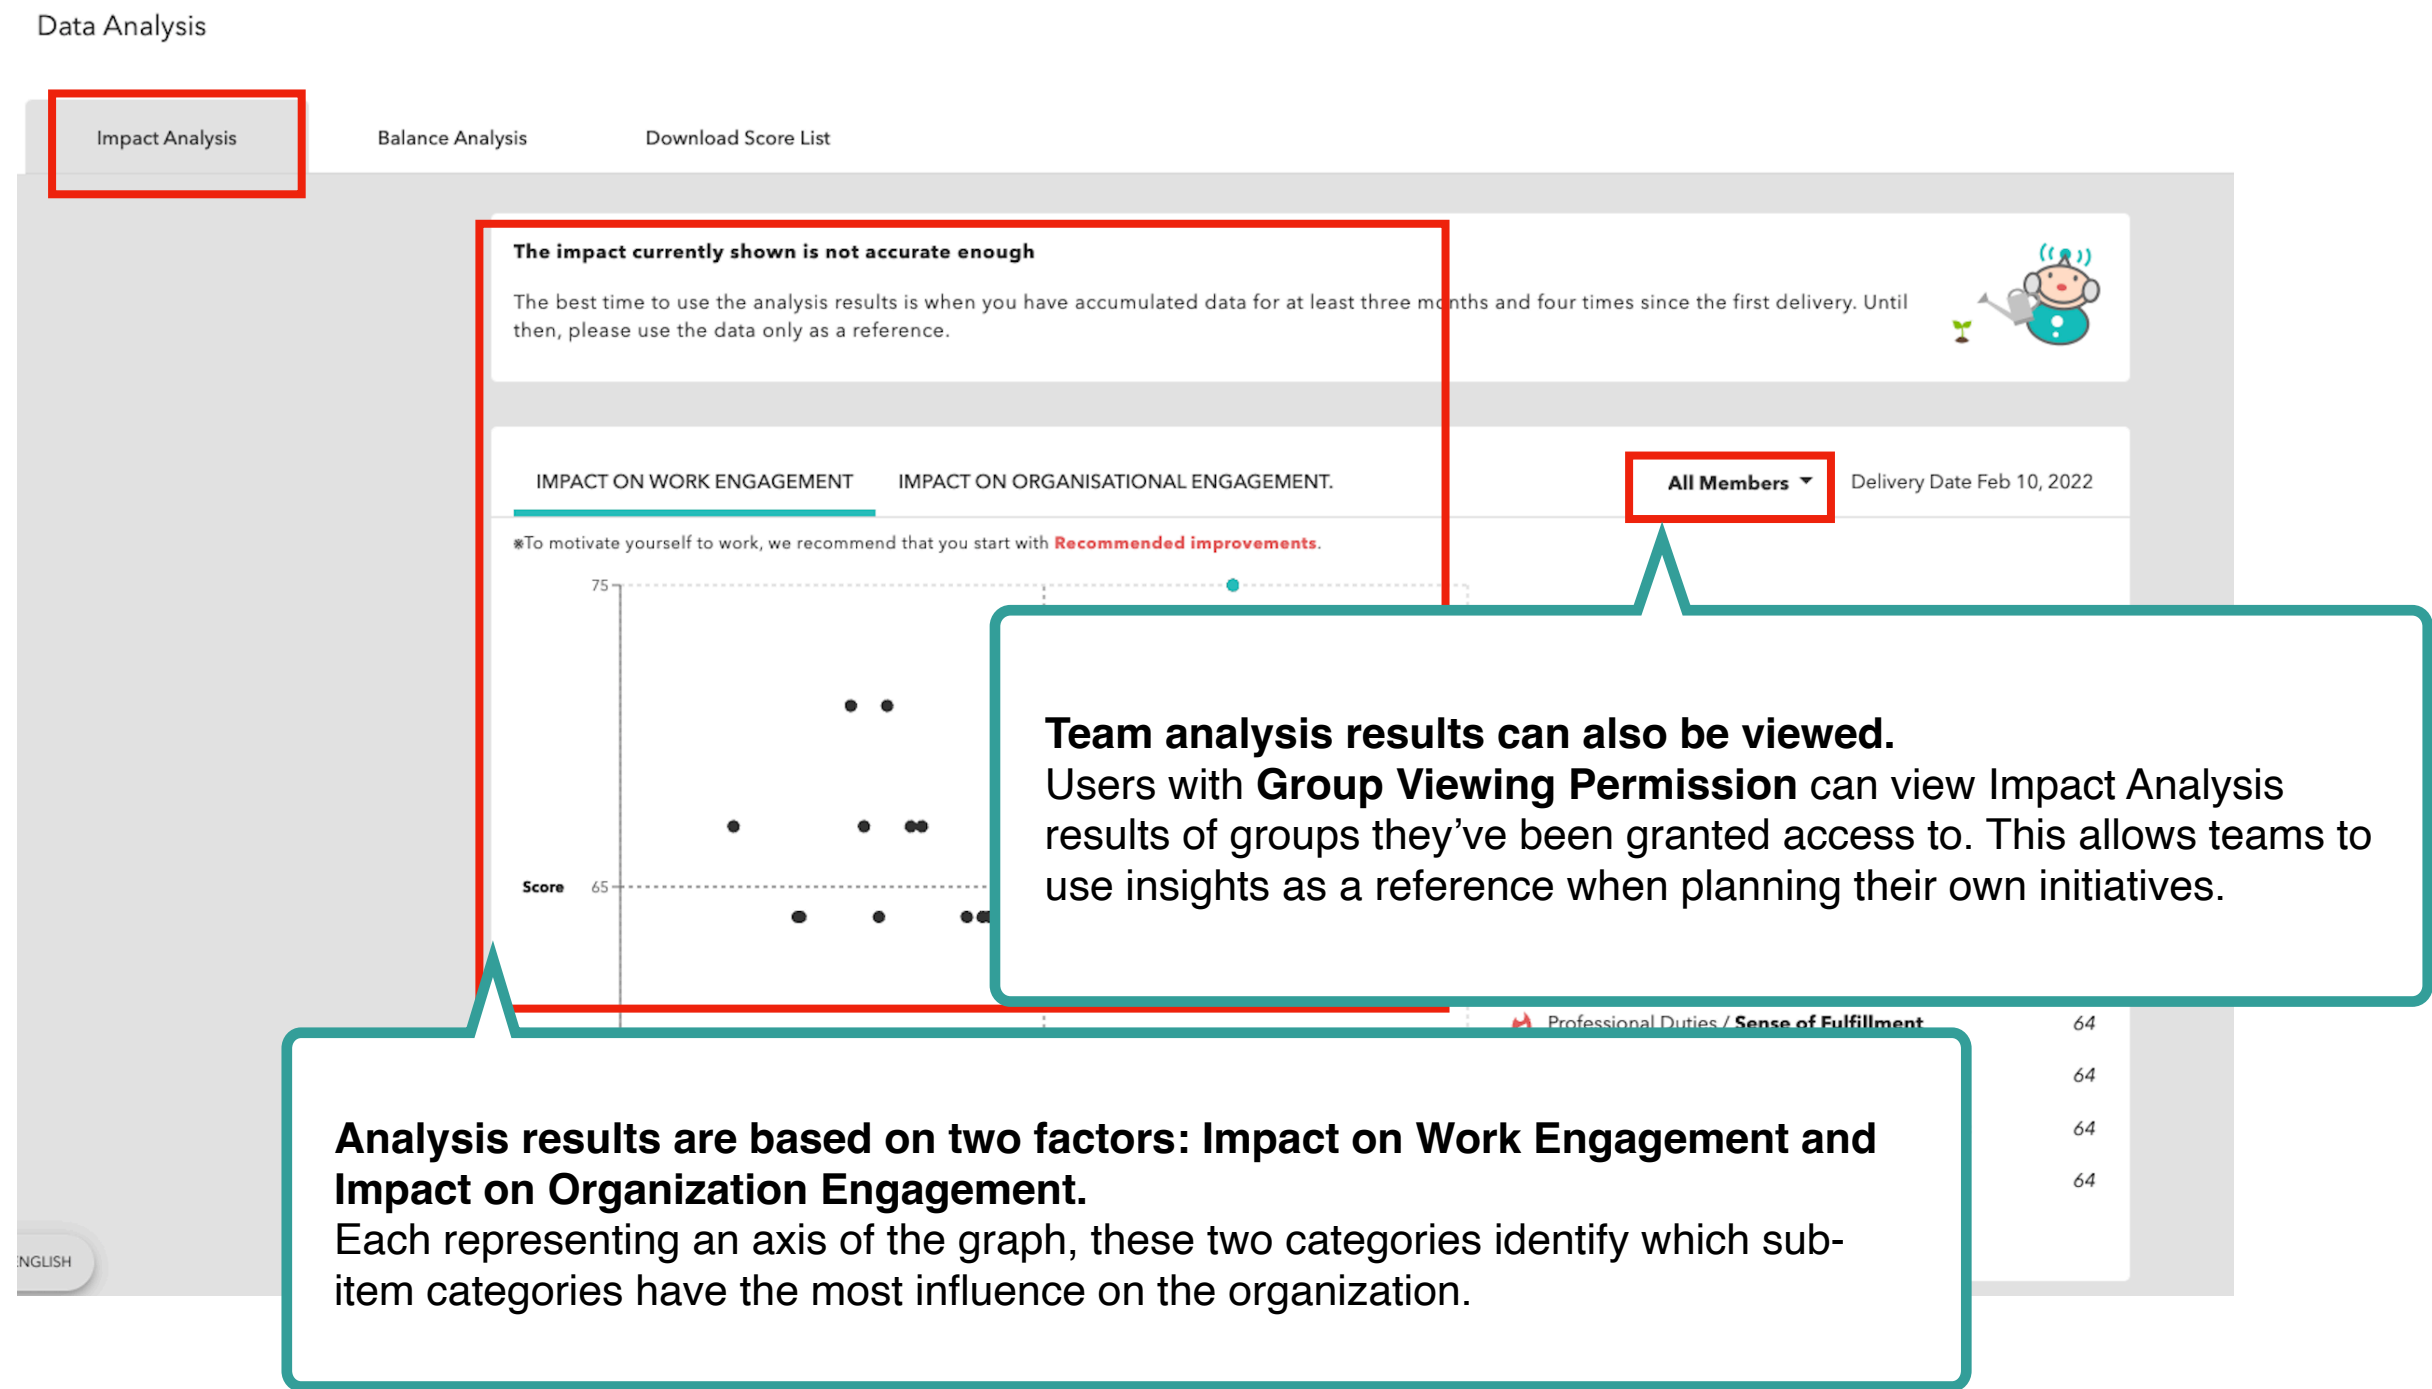 Data Analysis
Impact Analysis
Balance Analysis
Download Score List
The impact currently shown is not accurate enough
The best time to use the analysis results is when you have accumulated data for at least three months and four times since the first delivery. Until
then, please use the data only as a reference.
IMPACT ON WORK ENGAGEMENT
IMPACT ON ORGANISATIONAL ENGAGEMENT.
All Members
Delivery Date Feb 10, 2022
※To motivate yourself to work, we recommend that you start with Recommended improvements.
75
Team analysis results can also be viewed.
Users with Group Viewing Permission can view Impact Analysis
results of groups they’ve been granted access to. This allows teams to
use insights as a reference when planning their own initiatives.
Score 65
Professional Duties / Sense of Fulfillment 64
64
64
64
Analysis results are based on two factors: Impact on Work Engagement and
Impact on Organization Engagement.
Each representing an axis of the graph, these two categories identify which sub-
item categories have the most influence on the organization.
NGLISH